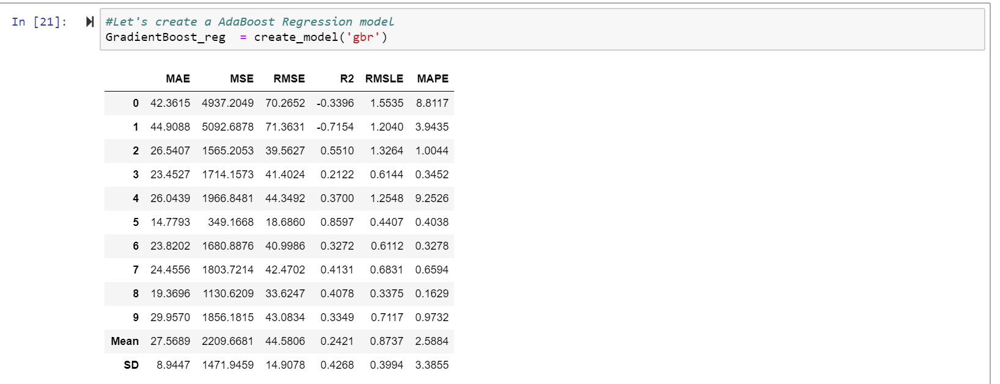 In [21]: #Let's create a AdaBoost Regression model
GradientBoost_reg  = create_model('gbr')
MAE MSE RMSE R2 RMSLE MAPE
0 42.3615 4937.2049 70.2652 -0.3396 1.5535 8.8117
1 44.9088 5092.6878 71.3631 -0.7154 1.2040 3.9435
2 26.5407 1565.2053 39.5627 0.5510 1.3264 1.0044
3 23.4527 1714.1573 41.4024 0.2122 0.6144 0.3452
4 26.0439 1966.8481 44.3492 0.3700 1.2548 9.2526
5 14.7793 349.1668 18.6860 0.8597 0.4407 0.4038
6 23.8202 1680.8876 40.9986 0.3272 0.6112 0.3278
7 24.4556 1803.7214 42.4702 0.4131 0.6831 0.6594
8 19.3696 1130.6209 33.6247 0.4078 0.3375 0.1629
9 29.9570 1856.1815 43.0834 0.3349 0.7117 0.9732
Mean 27.5689 2209.6681 44.5806 0.2421 0.8737 2.5884
SD 8.9447 1471.9459 14.9078 0.4268 0.3994 3.3855